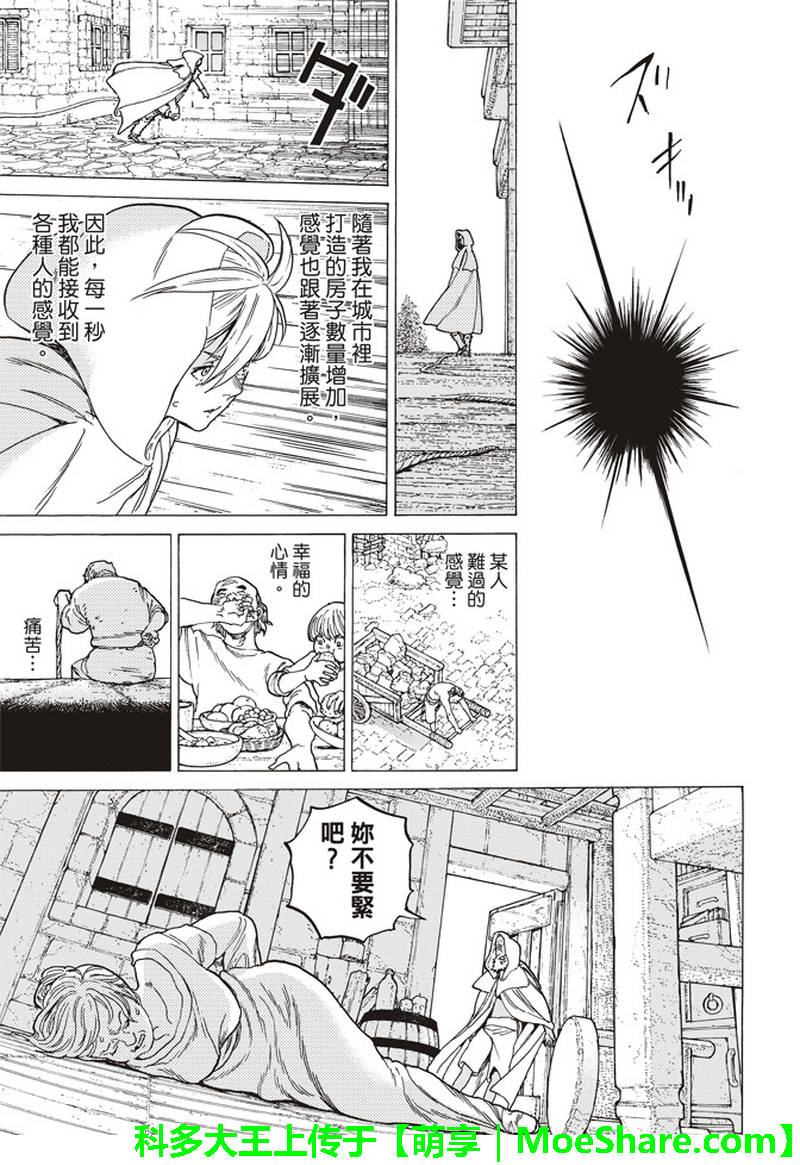 ズギッ
ダッ
隨著我在城市裡
打造的房子數量增加,
感覺也跟著逐漸擴展。
因此,每一秒
我都能接收到
各種人的感覺。
某人
難過的
感覺…
幸福的
心情。
痛苦…
妳不要緊
吧?
科多大王上传于【萌享|MoeShare.com】